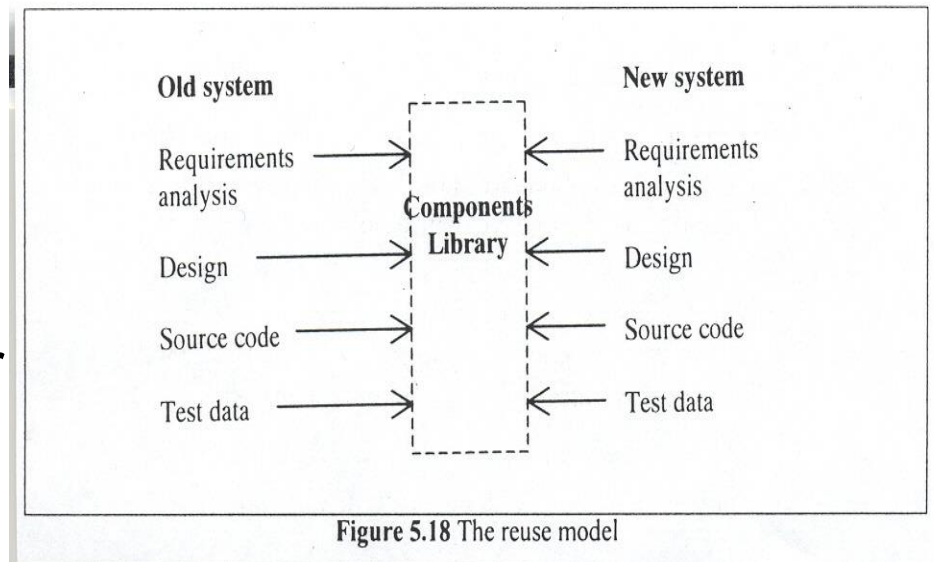 Old system
Requirements
analysis
Design
Source code
Test data
Components
Library
New system
Requirements
analysis
Design
Source code
Test data
Figure 5.18 The reuse model